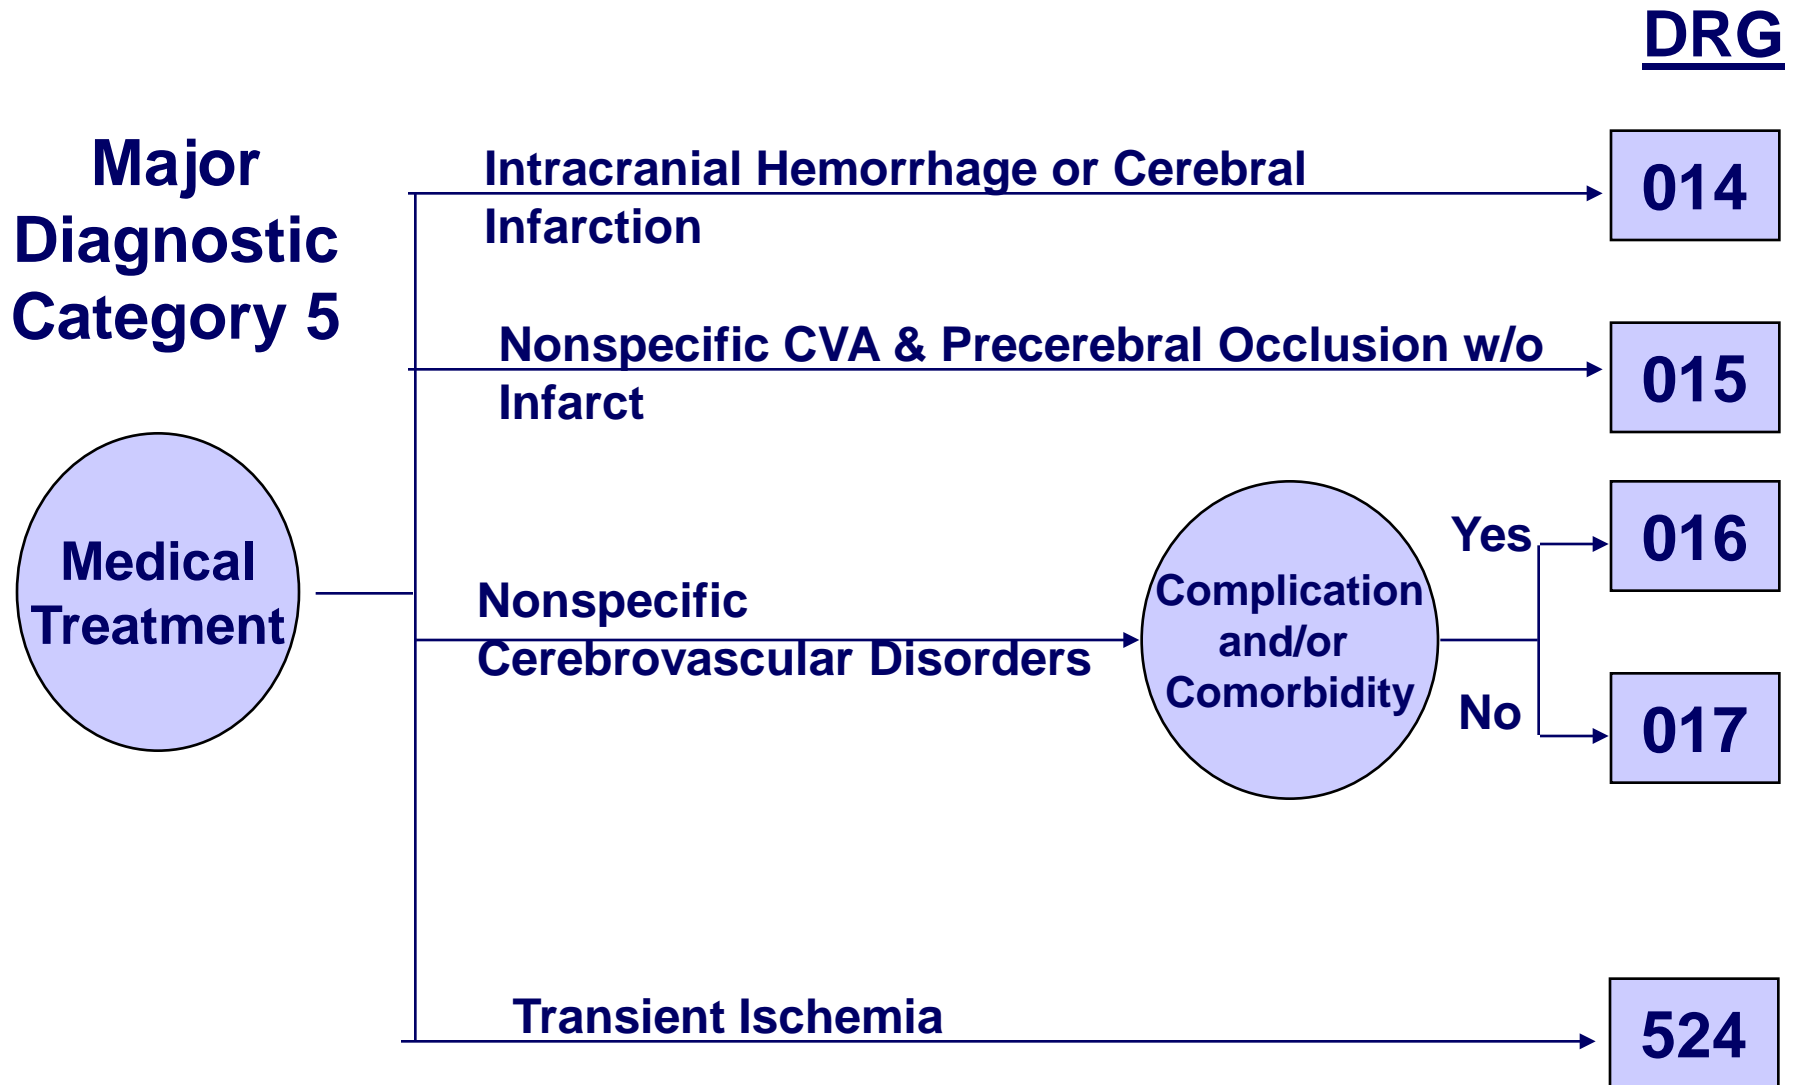 DRG
Major
Diagnostic
Category 5
Intracranial Hemorrhage or Cerebral
Infarction
014
Nonspecific CVA & Precerebral Occlusion w/o
Infarct
015
Medical
Treatment
Nonspecific
Cerebrovascular Disorders
Complication
and/or
Comorbidity
Yes
016
No
017
Transient Ischemia
524